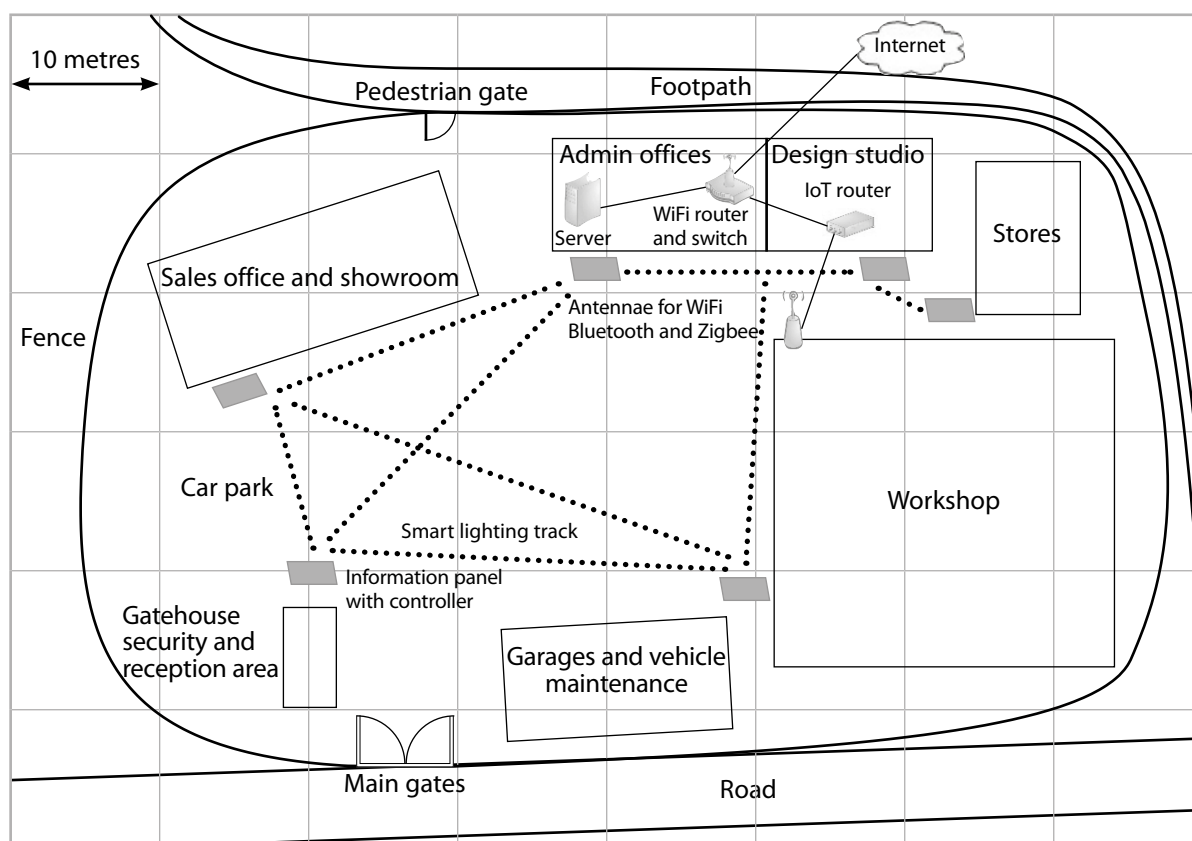 Internet
10 metres
Pedestrian gate
Footpath
Admin offices
Design studio
IoT router
WiFi router
and switch
Server
Stores
Sales office and showroom
Antennae for WiFi
Bluetooth and Zigbee
Fence
Car park
Workshop
Smart lighting track
Information panel
with controller
Gatehouse
security and
reception area
Garages and vehicle
maintenance
Main gates
Road